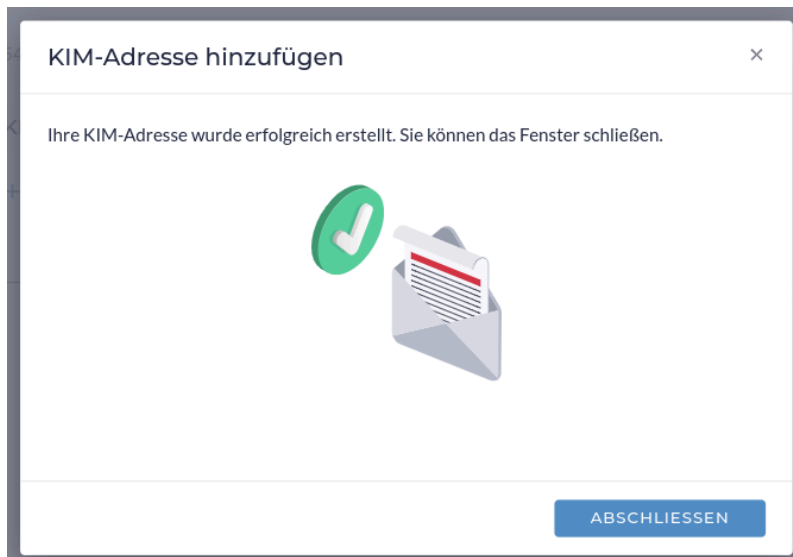 KIM-Adresse hinzufügen
×
Ihre KIM-Adresse wurde erfolgreich erstellt. Sie können das Fenster schließen.
ABSCHLIESSEN